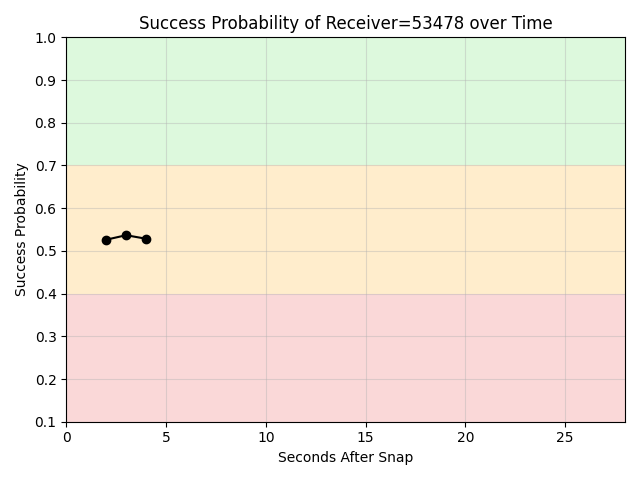 Success Probability of Receiver=53478 over Time
1.0
0.9
0.8
0.7
0.6
0.5
0.4
0.3
0.2
0.1
Success Probability
0 5 10 15 20 25
Seconds After Snap